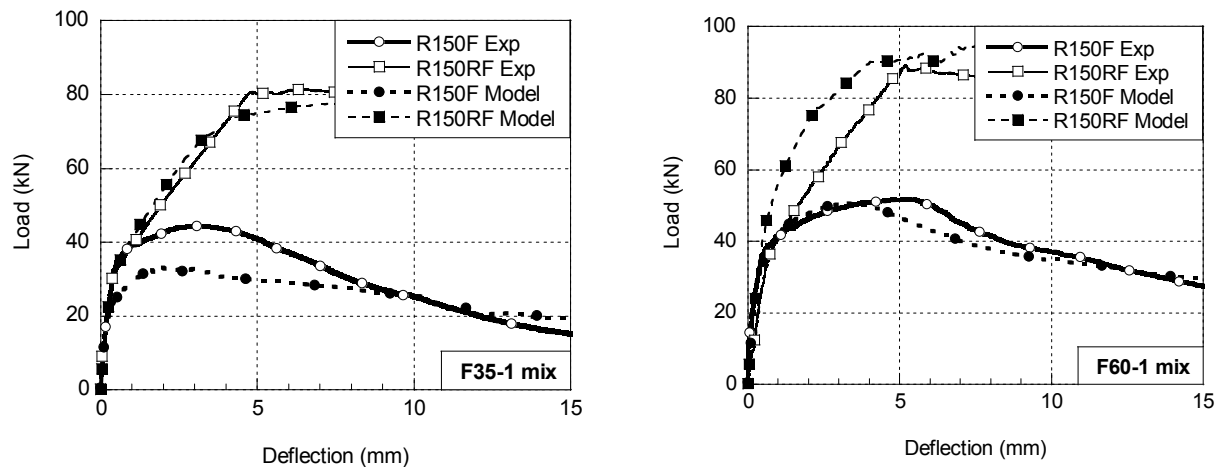 100
80
60
40
20
0
Load (kN)
R150F Exp
R150RF Exp
R150F Model
R150RF Model
F35-1 mix
0
5
10
15
Deflection (mm)
100
80
60
40
20
0
Load (kN)
R150F Exp
R150RF Exp
R150F Model
R150RF Model
F60-1 mix
0
5
10
15
Deflection (mm)